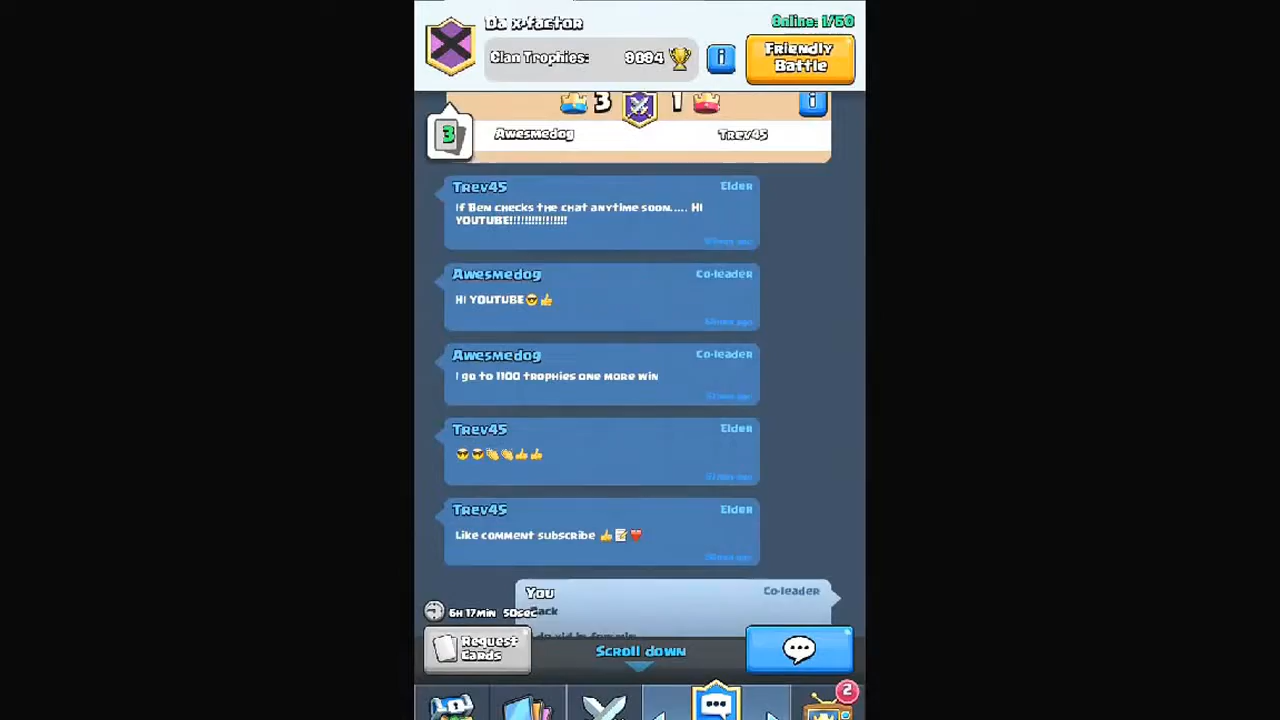 Da x-factor
Online: 1/50
Clan Trophies: 9094
i
Friendly
Battle
3 1
i
3
Awesmedog Trev45
Trev45 Elder
If Ben checks the chat anytime soon..... HI
YOUTUBE!!!!!!!!!!!!!!!
Awesmedog Co-leader
HI YOUTUBE😎👍
Awesmedog Co-leader
I go to 1100 trophies one more win
Trev45 Elder
😎😎👏👏👍👍
Trev45 Elder
Like comment subscribe 👍📝
You Co-leader
Back
6h 17min 50sec
Request
Cards
Scroll down
2